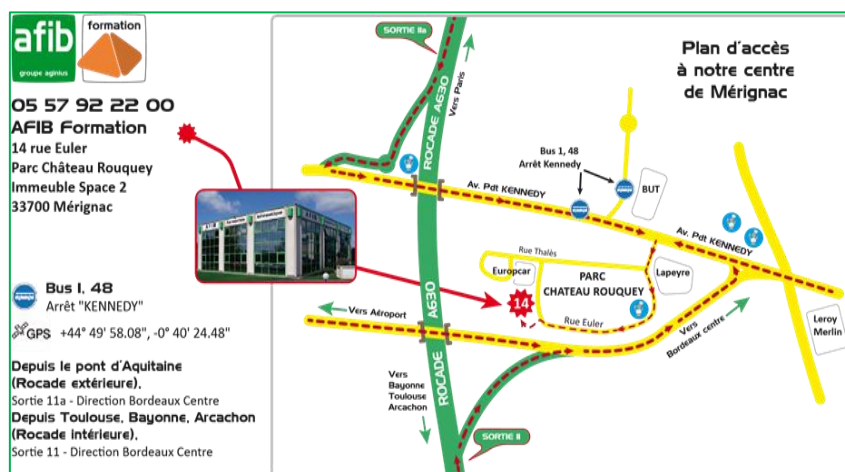 afib
groupe aginius
formation
05 57 92 22 00
AFIB Formation
14 rue Euler
Parc Château Rouquey
Immeuble Space 2
33700 Mérignac
Bus 1, 48
Arrêt "KENNEDY"
GPS +44° 49' 58.08", -0° 40' 24.48"
Depuis le pont d'Aquitaine
(Rocade extérieure),
Sortie 11a - Direction Bordeaux Centre
Depuis Toulouse, Bayonne, Arcachon
(Rocade intérieure),
Sortie 11 - Direction Bordeaux Centre
Plan d'accès
à notre centre
de Mérignac
SORTIE 11a
ROCADE A630
Vers Paris
Bus 1, 48
Arrêt Kennedy
BUT
Av. Pdt KENNEDY
Av. Pdt KENNEDY
Rue Thalès
Europcar
PARC
CHATEAU ROUQUEY
Lapeyre
14
Rue Euler
AFIB formation informatique
Vers Aéroport
ROCADE A630
Vers
Bordeaux centre
Leroy
Merlin
Vers
Bayonne
Toulouse
Arcachon
SORTIE 11